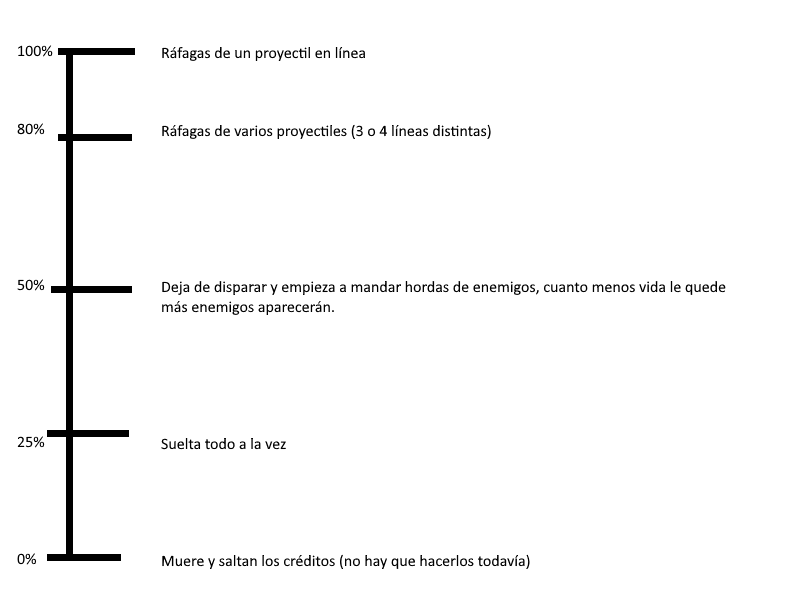 100% Ráfagas de un proyectil en línea
80% Ráfagas de varios proyectiles (3 o 4 líneas distintas)
50% Deja de disparar y empieza a mandar hordas de enemigos, cuanto menos vida le quede
más enemigos aparecerán.
25% Suelta todo a la vez
0% Muere y saltan los créditos (no hay que hacerlos todavía)